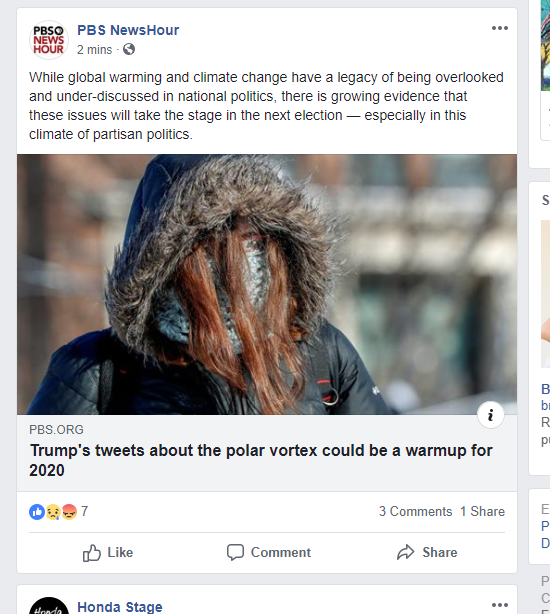 PBS
NEWS
HOUR
PBS NewsHour
2 mins ·
While global warming and climate change have a legacy of being overlooked
and under-discussed in national politics, there is growing evidence that
these issues will take the stage in the next election — especially in this
climate of partisan politics.
i
PBS.ORG
Trump's tweets about the polar vortex could be a warmup for
2020
7
3 Comments 1 Share
Like
Comment
Share
Honda
Honda Stage
S
B
R
E
P
D
P
C